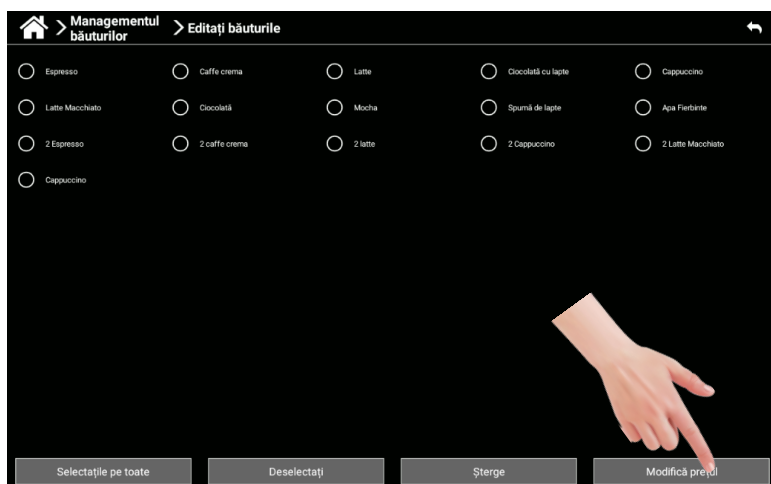 Managementul
băuturilor
Editați băuturile
Espresso Caffe crema Latte Ciocolată cu lapte Cappuccino
Latte Macchiato Ciocolată Mocha Spumă de lapte Apa Fierbinte
2 Espresso 2 caffe crema 2 latte 2 Cappuccino 2 Latte Macchiato
Cappuccino
Selectațile pe toate Deselectați Șterge Modifică prețul